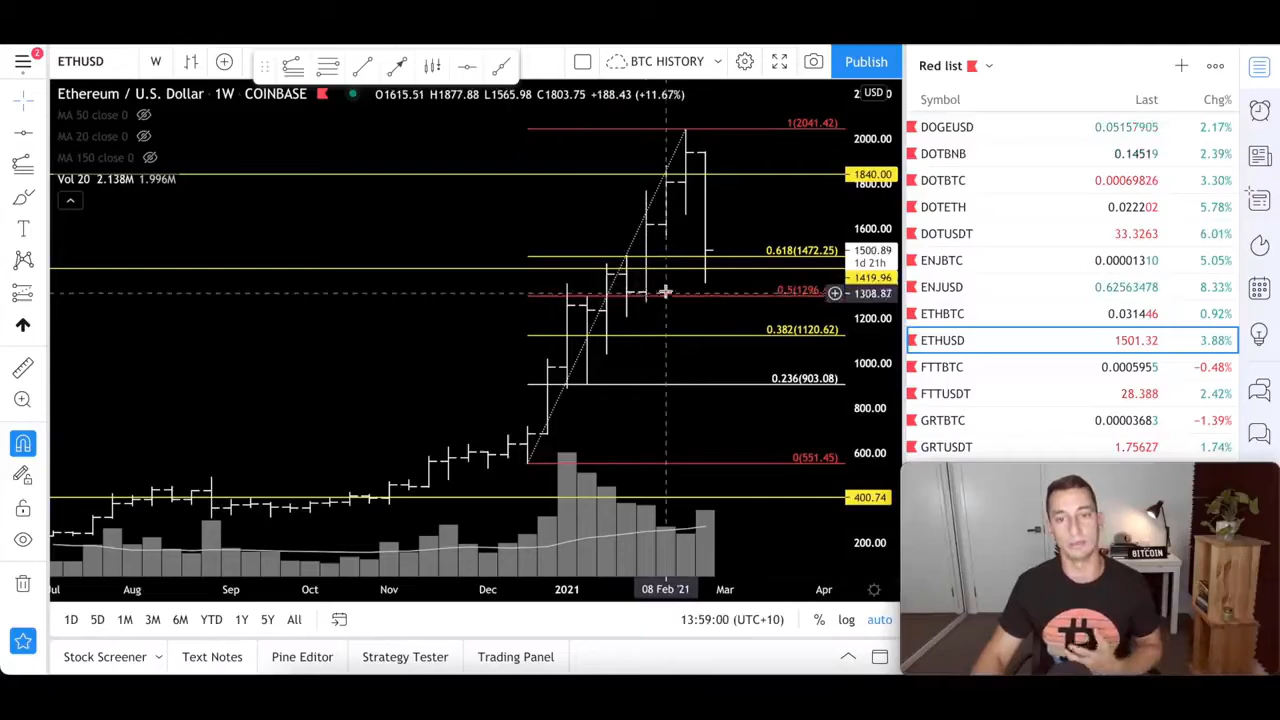 2
ETHUSD
W
BTC HISTORY
Publish
Red list
Ethereum / U.S. Dollar · 1W · COINBASE
O1615.51 H1877.88 L1565.98 C1803.75 +188.43 (+11.67%)
USD
MA 50 close 0
MA 20 close 0
MA 150 close 0
Vol 20 2.138M 1.996M
1(2041.42)
0.618(1472.25)
0.5(1296.
0.382(1120.62)
0.236(903.08)
0(551.45)
2000.00
1840.00
1800.00
1600.00
1500.89
1d 21h
1419.96
1308.87
1200.00
1000.00
800.00
600.00
400.74
200.00
Jul
Aug
Sep
Oct
Nov
Dec
2021
08 Feb '21
Mar
Apr
1D 5D 1M 3M 6M YTD 1Y 5Y All
13:59:00 (UTC+10)
%
log
auto
Stock Screener
Text Notes
Pine Editor
Strategy Tester
Trading Panel
Symbol Last Chg%
DOGEUSD 0.05157905 2.17%
DOTBNB 0.14519 2.39%
DOTBTC 0.00069826 3.30%
DOTETH 0.022202 5.78%
DOTUSDT 33.3263 6.01%
ENJBTC 0.00001310 5.05%
ENJUSD 0.62563478 8.33%
ETHBTC 0.031446 0.92%
ETHUSD 1501.32 3.88%
FTTBTC 0.0005955 −0.48%
FTTUSDT 28.388 2.42%
GRTBTC 0.00003683 −1.39%
GRTUSDT 1.75627 1.74%
BITCOIN